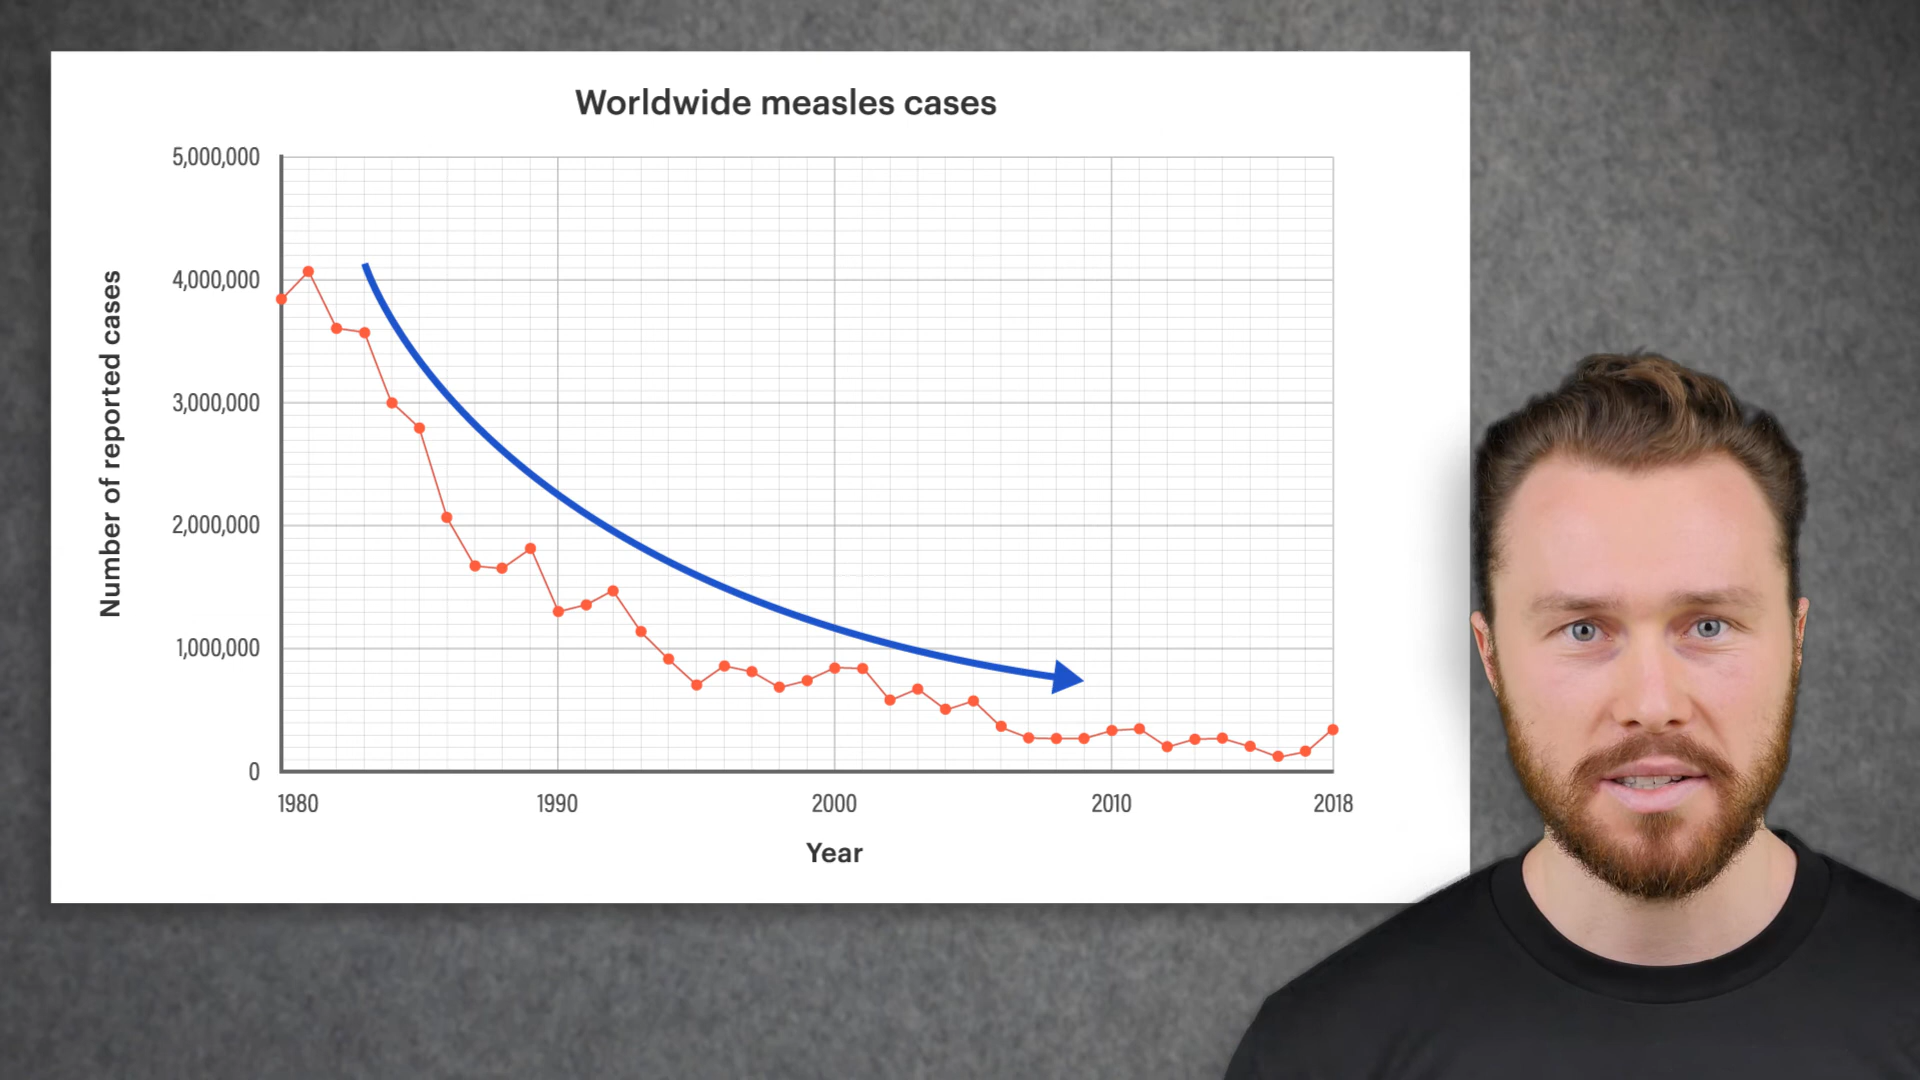 Worldwide measles cases
5,000,000
4,000,000
3,000,000
2,000,000
1,000,000
0
Number of reported cases
1980 1990 2000 2010 2018
Year